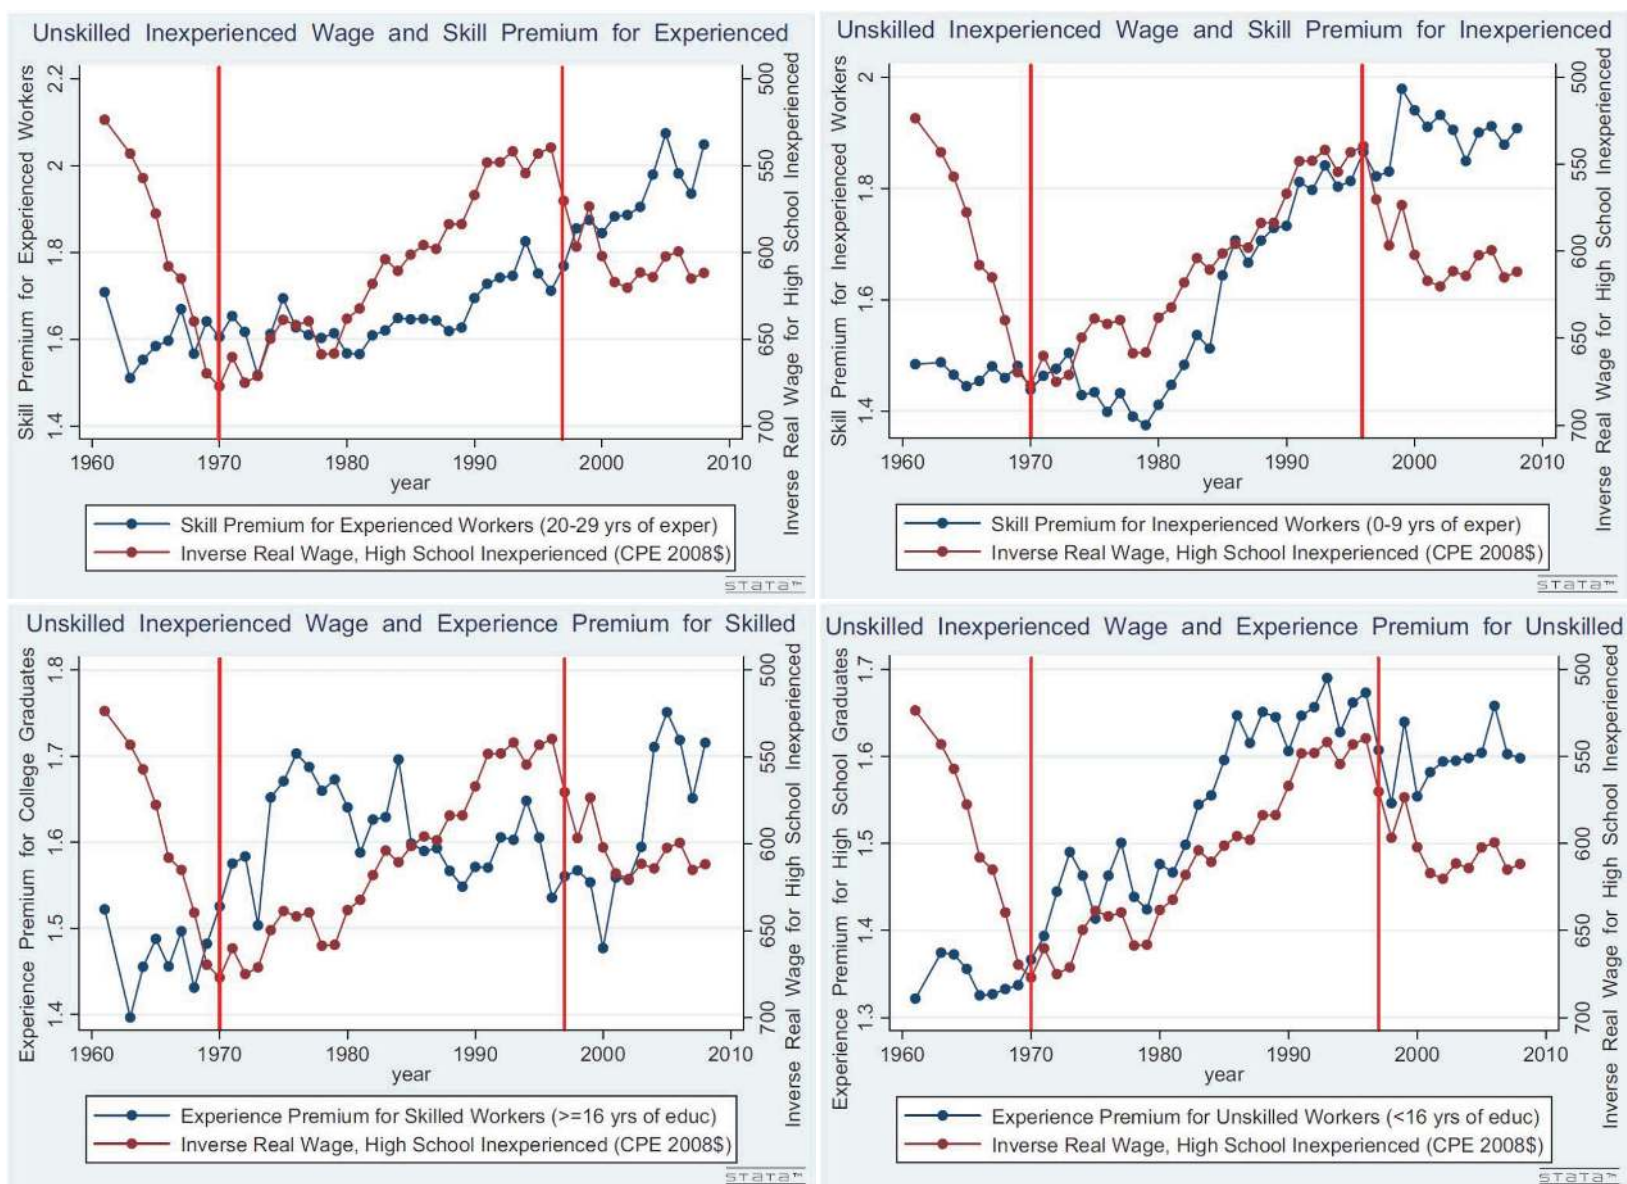 Unskilled Inexperienced Wage and Skill Premium for Experienced
Skill Premium for Experienced Workers
1.4 1.6 1.8 2 2.2
500 550 600 650 700
Inverse Real Wage for High School Inexperienced
1960 1970 1980 1990 2000 2010
year
Skill Premium for Experienced Workers (20-29 yrs of exper)
Inverse Real Wage, High School Inexperienced (CPE 2008$)
STATA™
Unskilled Inexperienced Wage and Skill Premium for Inexperienced
Skill Premium for Inexperienced Workers
1.4 1.6 1.8 2
500 550 600 650 700
Inverse Real Wage for High School Inexperienced
1960 1970 1980 1990 2000 2010
year
Skill Premium for Inexperienced Workers (0-9 yrs of exper)
Inverse Real Wage, High School Inexperienced (CPE 2008$)
STATA™
Unskilled Inexperienced Wage and Experience Premium for Skilled
Experience Premium for College Graduates
1.4 1.5 1.6 1.7 1.8
500 550 600 650 700
Inverse Real Wage for High School Inexperienced
1960 1970 1980 1990 2000 2010
year
Experience Premium for Skilled Workers (>=16 yrs of educ)
Inverse Real Wage, High School Inexperienced (CPE 2008$)
STATA™
Unskilled Inexperienced Wage and Experience Premium for Unskilled
Experience Premium for High School Graduates
1.3 1.4 1.5 1.6 1.7
500 550 600 650 700
Inverse Real Wage for High School Inexperienced
1960 1970 1980 1990 2000 2010
year
Experience Premium for Unskilled Workers (<16 yrs of educ)
Inverse Real Wage, High School Inexperienced (CPE 2008$)
STATA™